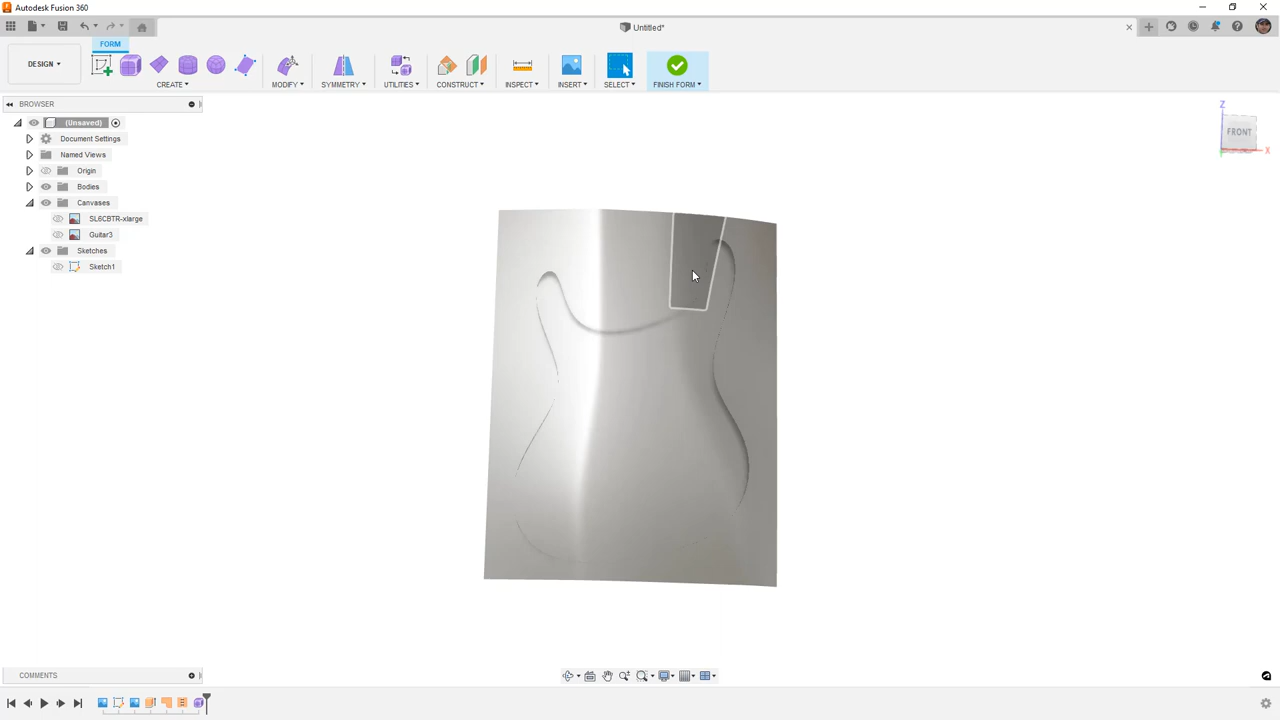 Autodesk Fusion 360
Untitled*
FORM
DESIGN
CREATE
MODIFY
SYMMETRY
UTILITIES
CONSTRUCT
INSPECT
INSERT
SELECT
FINISH FORM
BROWSER
(Unsaved)
Document Settings
Named Views
Origin
Bodies
Canvases
SL6CBTR-xlarge
Guitar3
Sketches
Sketch1
Z
FRONT
X
COMMENTS